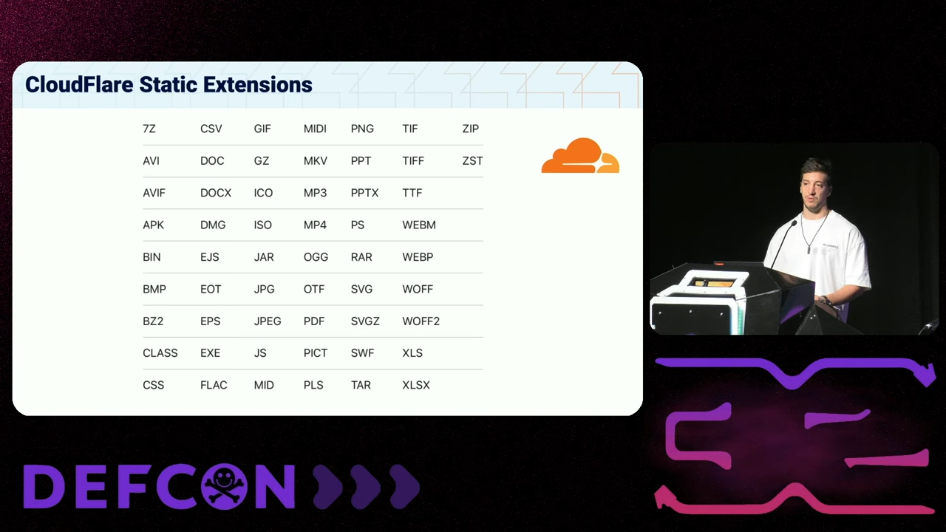 CloudFlare Static Extensions
7Z CSV GIF MIDI PNG TIF ZIP
AVI DOC GZ MKV PPT TIFF ZST
AVIF DOCX ICO MP3 PPTX TTF
APK DMG ISO MP4 PS WEBM
BIN EJS JAR OGG RAR WEBP
BMP EOT JPG OTF SVG WOFF
BZ2 EPS JPEG PDF SVGZ WOFF2
CLASS EXE JS PICT SWF XLS
CSS FLAC MID PLS TAR XLSX
DEFCON